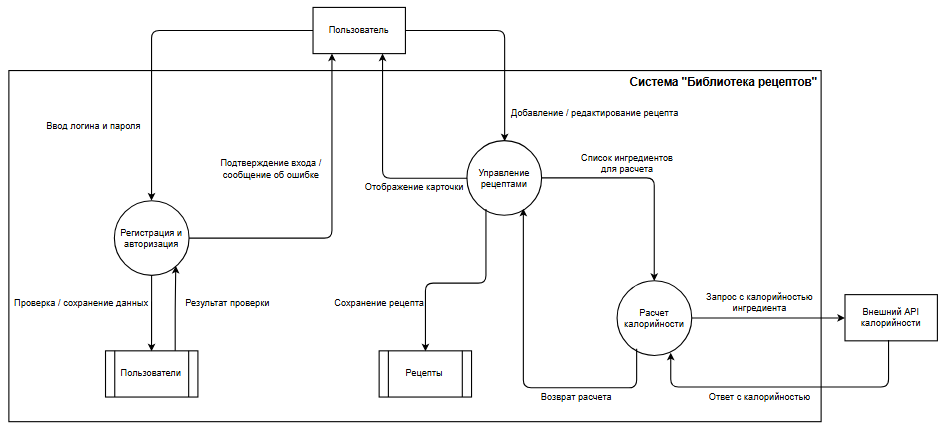 Пользователь
Система "Библиотека рецептов"
Ввод логина и пароля
Добавление / редактирование рецепта
Подтверждение входа /
сообщение об ошибке
Отображение карточки
Управление
рецептами
Список ингредиентов
для расчета
Регистрация и
авторизация
Проверка / сохранение данных
Результат проверки
Сохранение рецепта
Расчет
калорийности
Запрос с калорийностью
ингредиента
Внешний API
калорийности
Пользователи
Рецепты
Возврат расчета
Ответ с калорийностью